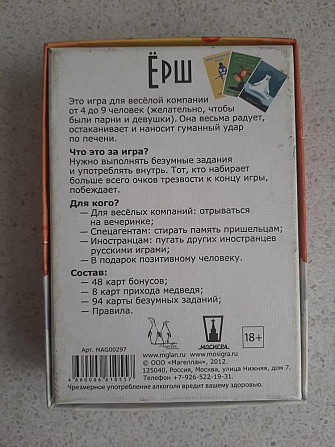 ЁРШ
Это игра для весёлой компании
от 4 до 9 человек (желательно, чтобы
были парни и девушки). Она весьма радует,
остаканивает и наносит гуманный удар
по печени.
Что это за игра?
Нужно выполнять безумные задания
и употреблять внутрь. Тот, кто набирает
больше всего очков трезвости к концу игры,
побеждает.
Для кого?
— Для весёлых компаний: отрываться
на вечеринке;
— Спецагентам: стирать память пришельцам;
— Иностранцам: пугать других иностранцев
русскими играми;
— В подарок позитивному человеку.
Состав:
— 48 карт бонусов;
— 8 карт прихода медведя;
— 94 карты безумных заданий;
— Правила.
МОСИГРА
18+
Арт. MAG00297
www.mglan.ru www.mosigra.ru
© ООО «Магеллан», 2012.
125040, Россия, Москва, улица Нижняя, дом 7.
Телефон +7-926-522-19-31.
Чрезмерное употребление алкоголя вредит вашему здоровью.